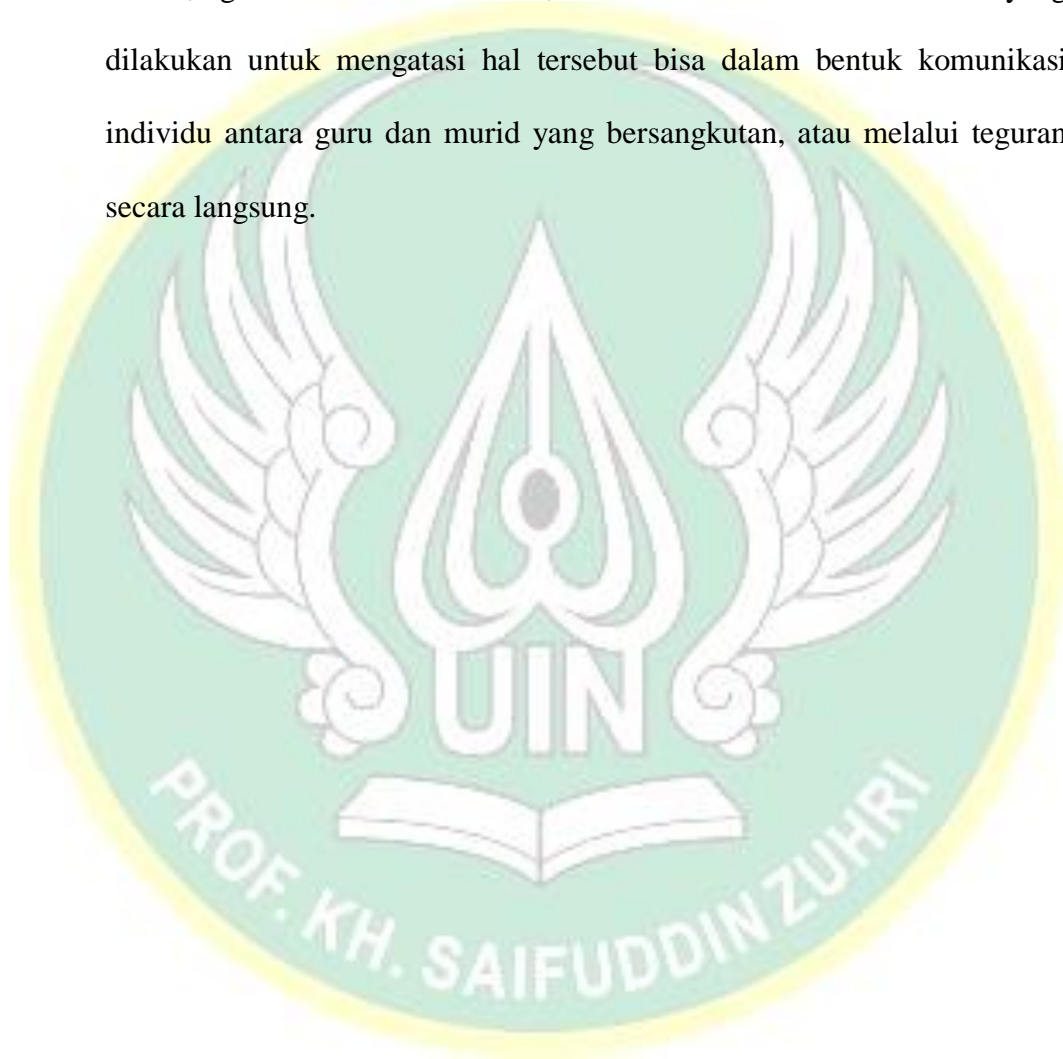 dilakukan untuk mengatasi hal tersebut bisa dalam bentuk komunikasi
individu antara guru dan murid yang bersangkutan, atau melalui teguran
secara langsung.
UIN
PROF. KH. SAIFUDDIN ZUHRI